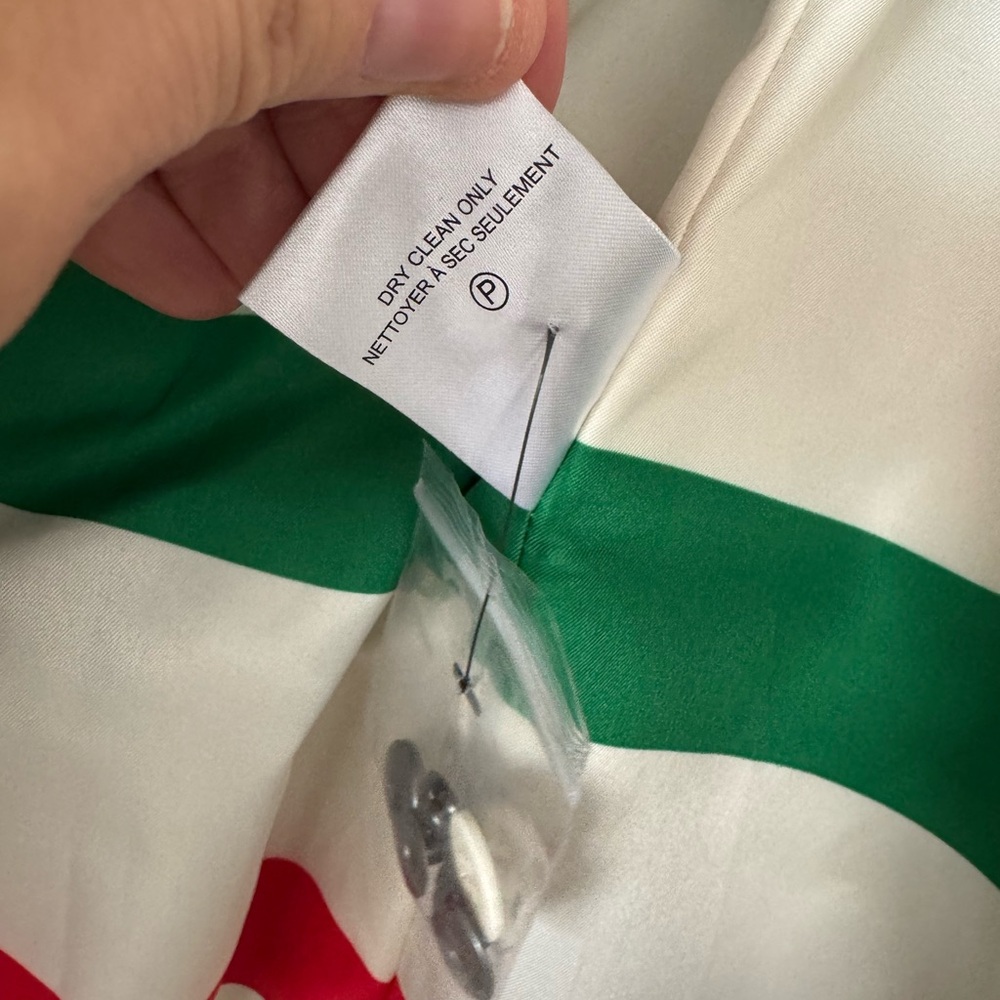 DRY CLEAN ONLY
NETTOYER À SEC SEULEMENT
P